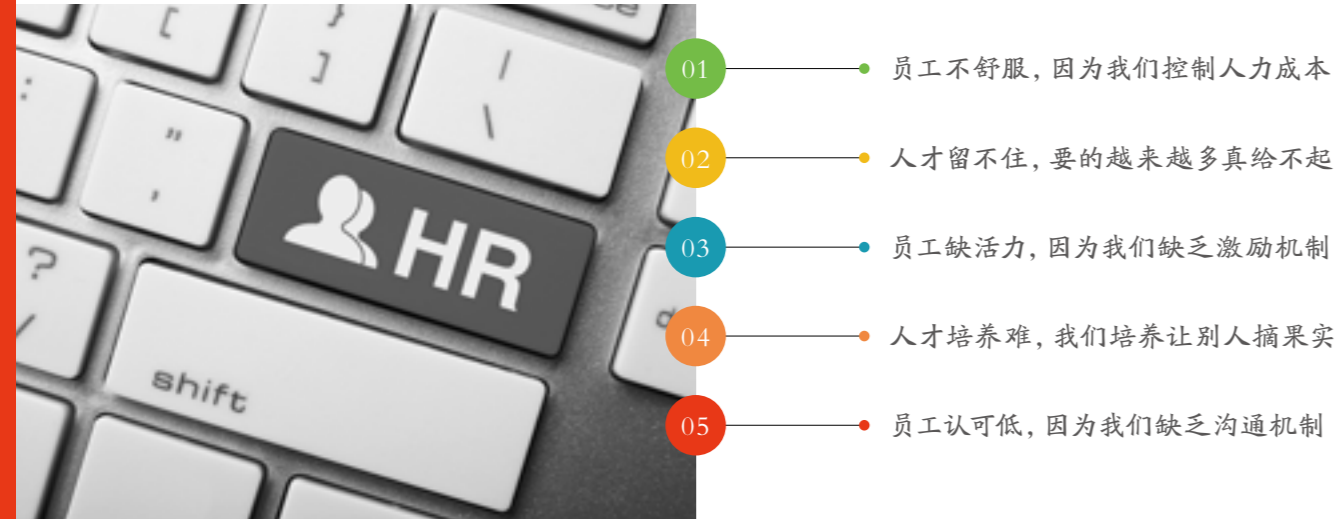 [
}
]
|
\
:
"
,
HR
?
/
shift
01
员工不舒服，因为我们控制人力成本
02
人才留不住，要的越来越多真给不起
03
员工缺活力，因为我们缺乏激励机制
04
人才培养难，我们培养让别人摘果实
05
员工认可低，因为我们缺乏沟通机制